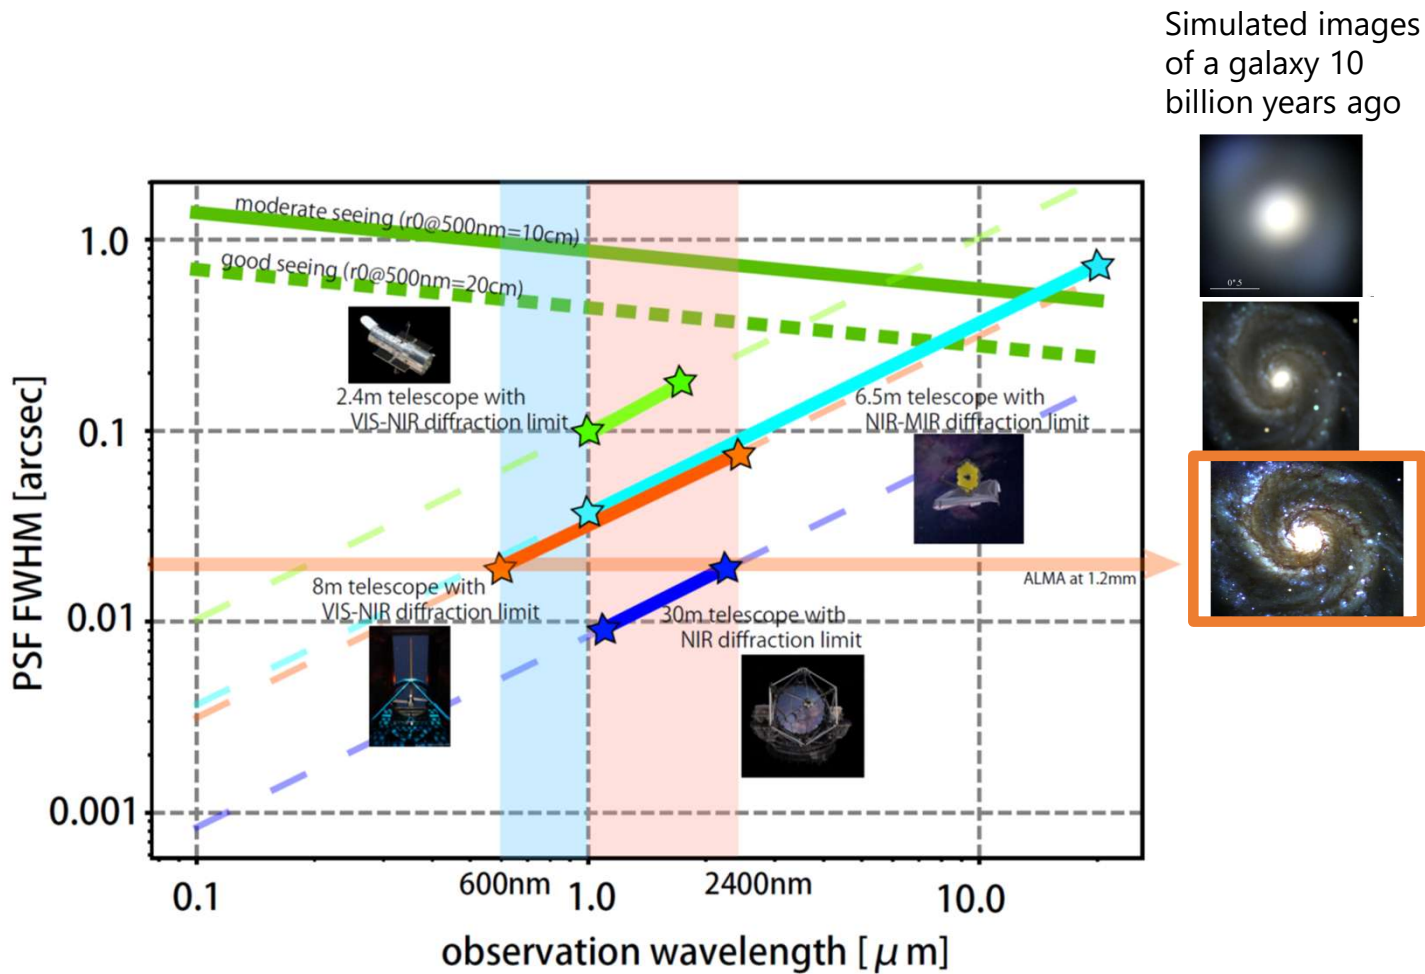 Simulated images
of a galaxy 10
billion years ago
0".5
moderate seeing (r0@500nm=10cm)
good seeing (r0@500nm=20cm)
2.4m telescope with
VIS-NIR diffraction limit
6.5m telescope with
NIR-MIR diffraction limit
ALMA at 1.2mm
8m telescope with
VIS-NIR diffraction limit
30m telescope with
NIR diffraction limit
PSF FWHM [arcsec]
1.0
0.1
0.01
0.001
0.1
600nm
1.0
2400nm
10.0
observation wavelength [μm]